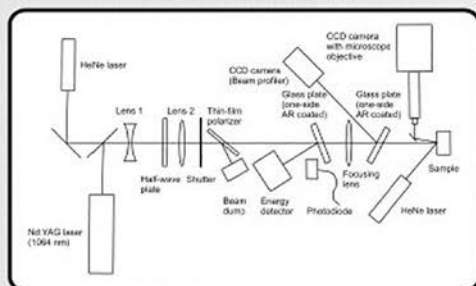 HeNe laser
Lens 1
Lens 2
Thin-film
polarizer
CCD camera
(Beam profiler)
Glass plate
(one-side
AR coated)
Glass plate
(one-side
AR coated)
CCD camera
with microscope
objective
Half-wave
plate
Shutter
Beam
dump
Energy
detector
Photodiode
Focusing
lens
HeNe laser
Sample
Nd YAG laser
(1064 nm)